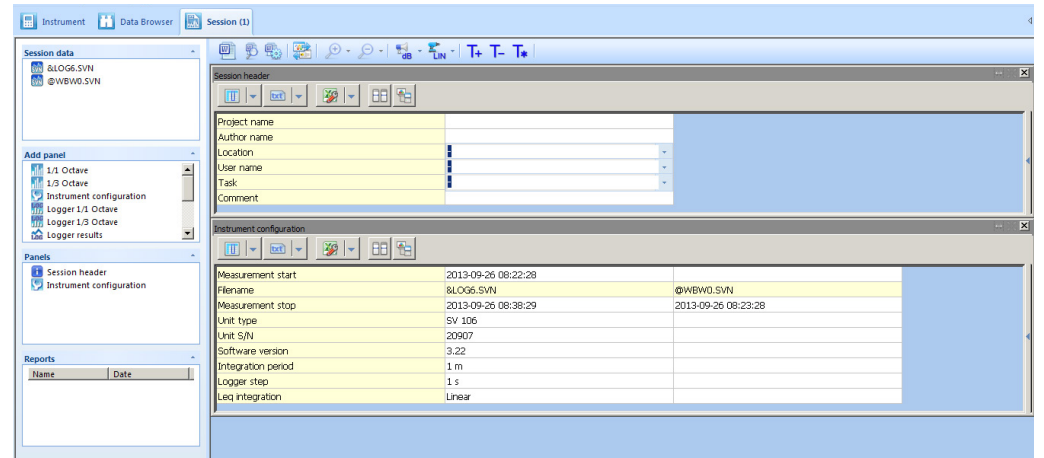 Instrument Data Browser Session (1)
Session data
&LOG6.SVN
@WBW0.SVN
Add panel
1/1 Octave
1/3 Octave
Instrument configuration
Logger 1/1 Octave
Logger 1/3 Octave
Logger results
Panels
Session header
Instrument configuration
Reports
Name Date
dB LIN T+ T- T*
Session header
txt
Project name
Author name
Location -
User name -
Task -
Comment
Instrument configuration
txt
Measurement start 2013-09-26 08:22:28
Filename &LOG6.SVN @WBW0.SVN
Measurement stop 2013-09-26 08:38:29 2013-09-26 08:23:28
Unit type SV 106
Unit S/N 20907
Software version 3.22
Integration period 1 m
Logger step 1 s
Leq integration Linear